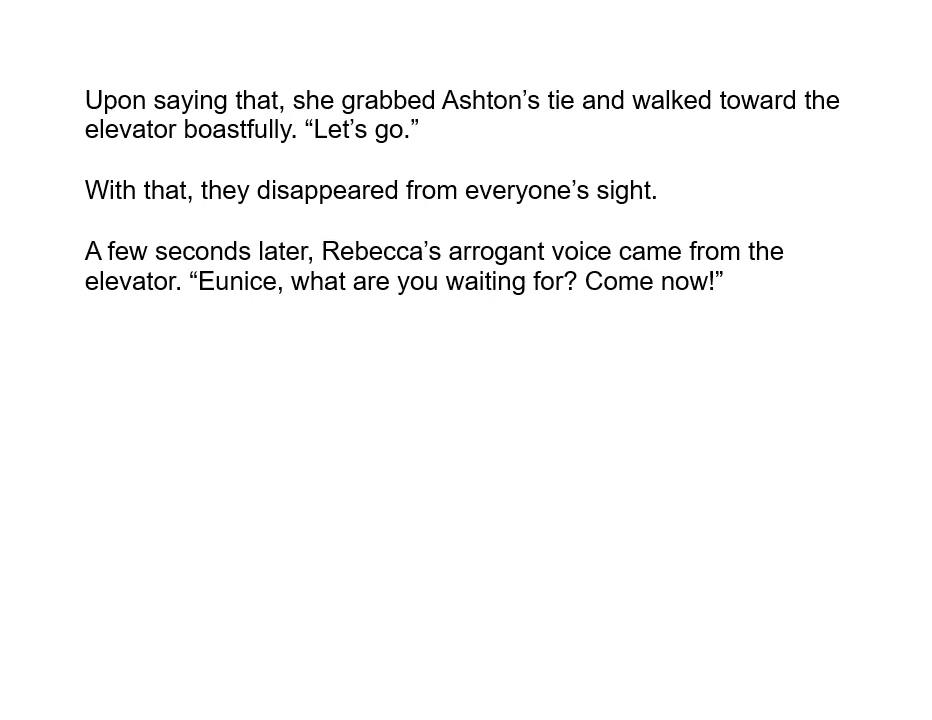 Upon saying that, she grabbed Ashton’s tie and walked toward the
elevator boastfully. “Let’s go.”
With that, they disappeared from everyone’s sight.
A few seconds later, Rebecca’s arrogant voice came from the
elevator. “Eunice, what are you waiting for? Come now!”